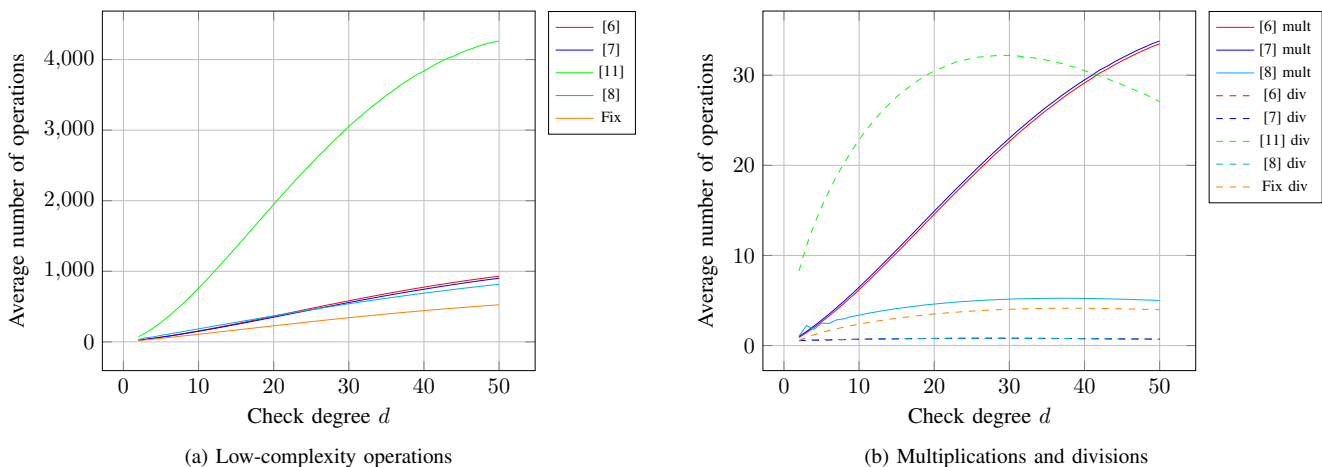 Average number of operations
4,000
3,000
2,000
1,000
0
0 10 20 30 40 50
Check degree d
[6]
[7]
[11]
[8]
Fix
(a) Low-complexity operations
Average number of operations
30
20
10
0
0 10 20 30 40 50
Check degree d
[6] mult
[7] mult
[8] mult
[6] div
[7] div
[11] div
[8] div
Fix div
(b) Multiplications and divisions